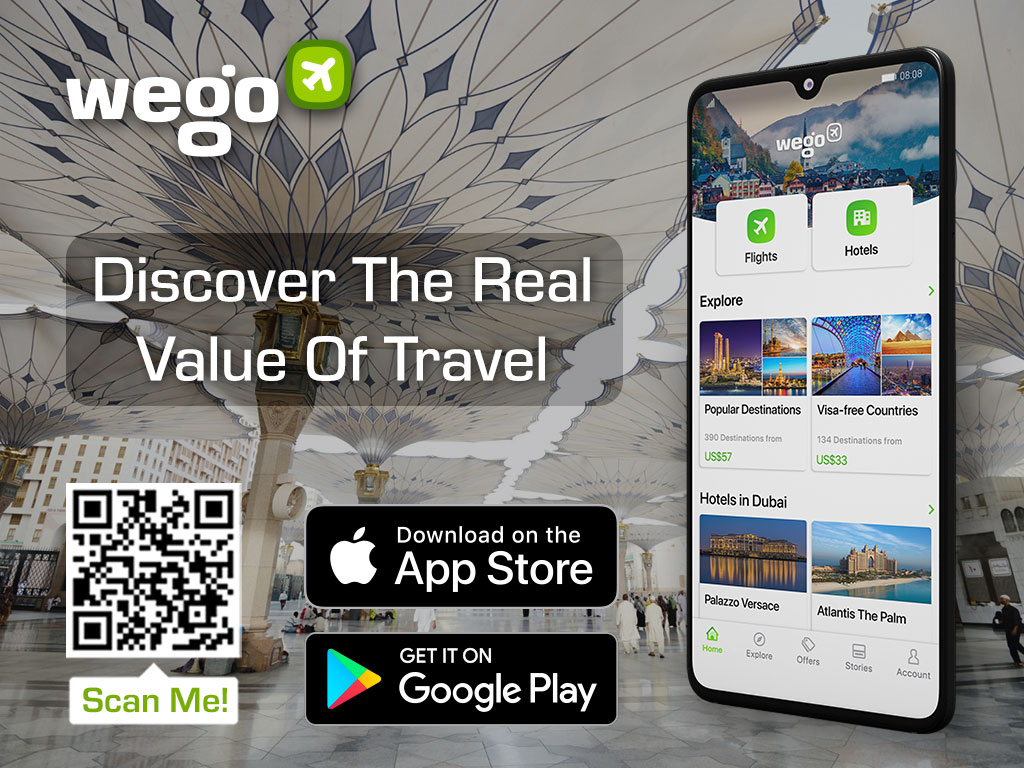 wego
Discover The Real
Value Of Travel
Scan Me!
Download on the
App Store
GET IT ON
Google Play
08:08
wego
Flights
Hotels
Explore
Popular Destinations
390 Destinations from
US$57
Visa-free Countries
134 Destinations from
US$33
Hotels in Dubai
Palazzo Versace
Atlantis The Palm
Home
Explore
Offers
Stories
Account